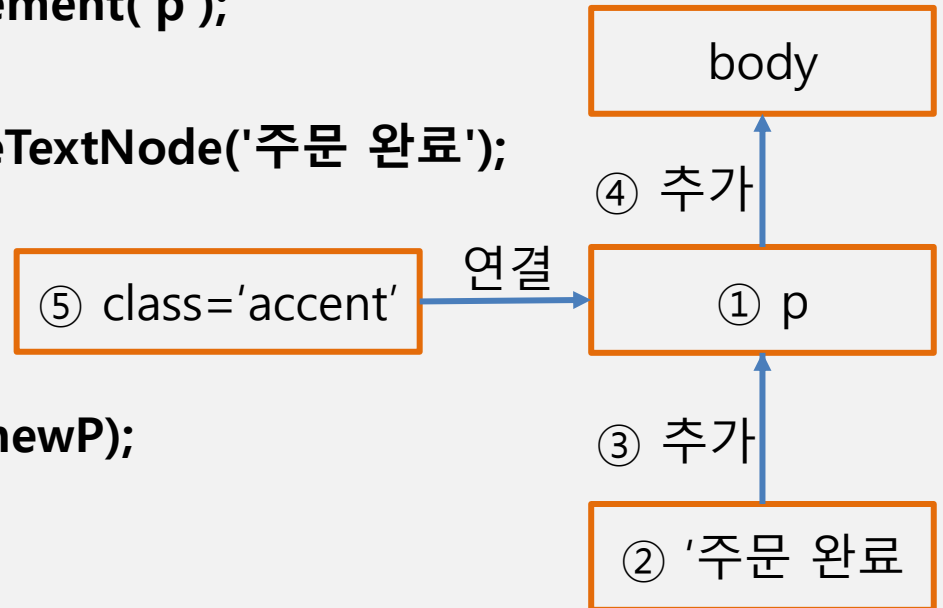 ement('p');
body
eTextNode('주문 완료');
④ 추가
연결
⑤ class=‘accent’
① p
newP);
③ 추가
② ‘주문 완료